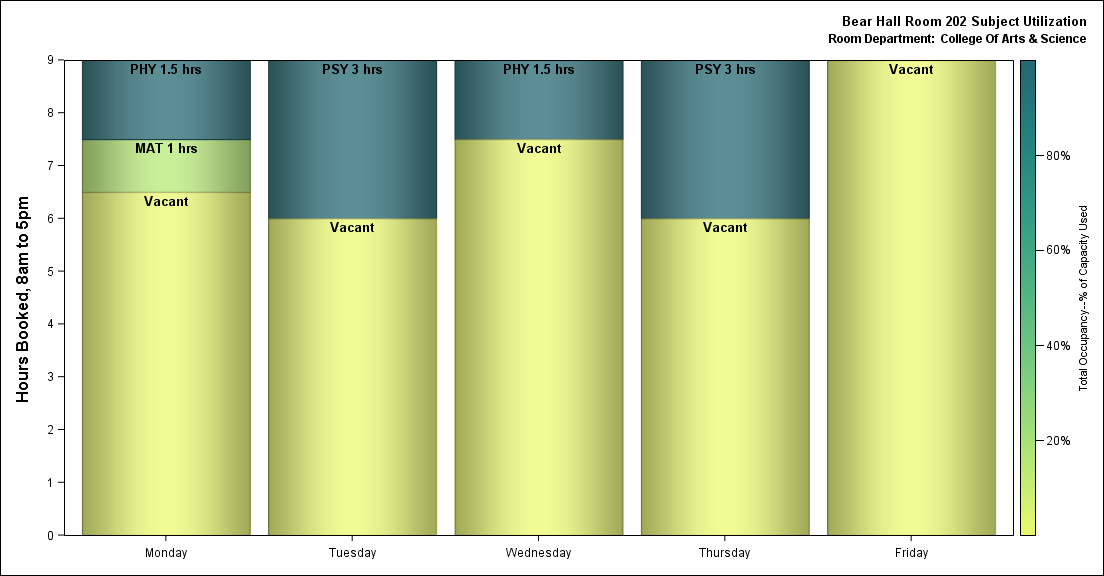 Bear Hall Room 202 Subject Utilization
Room Department: College Of Arts & Science
Hours Booked, 8am to 5pm
9
8
7
6
5
4
3
2
1
0
PHY 1.5 hrs
MAT 1 hrs
Vacant
PSY 3 hrs
Vacant
PHY 1.5 hrs
Vacant
PSY 3 hrs
Vacant
Vacant
Monday
Tuesday
Wednesday
Thursday
Friday
80%
60%
40%
20%
Total Occupancy--% of Capacity Used